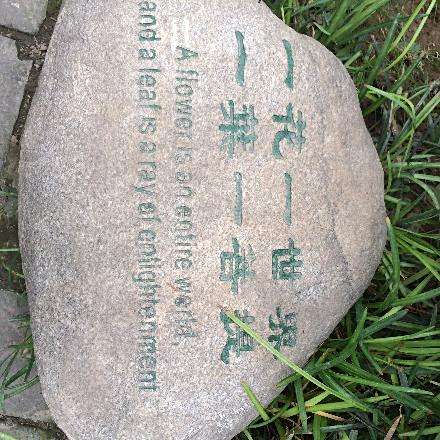 一花一世界
一葉一菩提
A flower is an entire world,
and a leaf is a ray of enlightenment